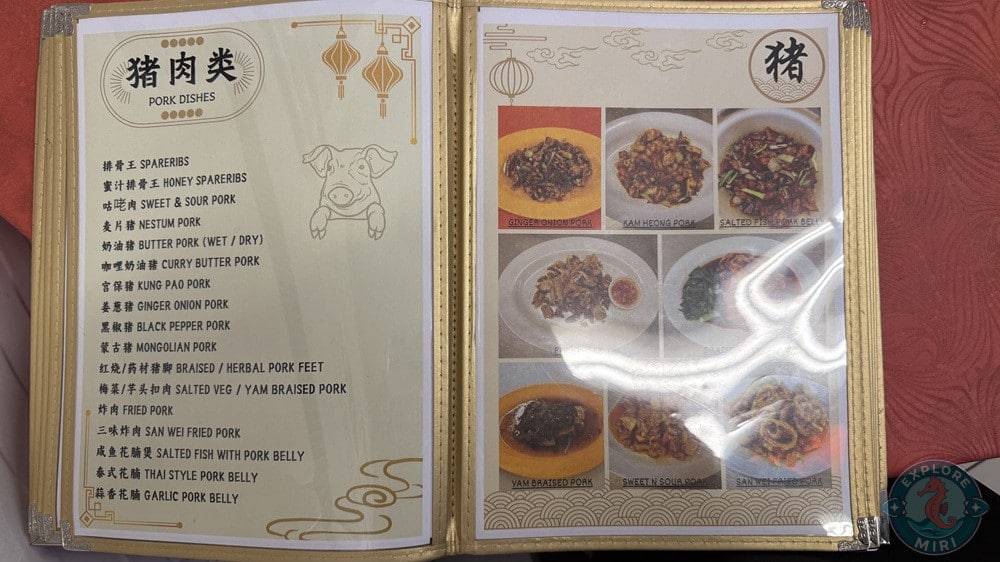 猪肉类
PORK DISHES
排骨王 SPARERIBS
蜜汁排骨王 HONEY SPARERIBS
咕咾肉 SWEET & SOUR PORK
麦片猪 NESTUM PORK
奶油猪 BUTTER PORK (WET / DRY)
咖哩奶油猪 CURRY BUTTER PORK
宫保猪 KUNG PAO PORK
姜葱猪 GINGER ONION PORK
黑椒猪 BLACK PEPPER PORK
蒙古猪 MONGOLIAN PORK
红烧/药材猪脚 BRAISED / HERBAL PORK FEET
梅菜/芋头扣肉 SALTED VEG / YAM BRAISED PORK
炸肉 FRIED PORK
三味炸肉 SAN WEI FRIED PORK
咸鱼花腩煲 SALTED FISH WITH PORK BELLY
泰式花腩 THAI STYLE PORK BELLY
蒜香花腩 GARLIC PORK BELLY
猪
GINGER ONION PORK
KAM HEONG PORK
SALTED FISH PORK BELLY
YAM BRAISED PORK
SWEET N SOUR PORK
SAN WEI FRIED PORK
EXPLORE
MIRI